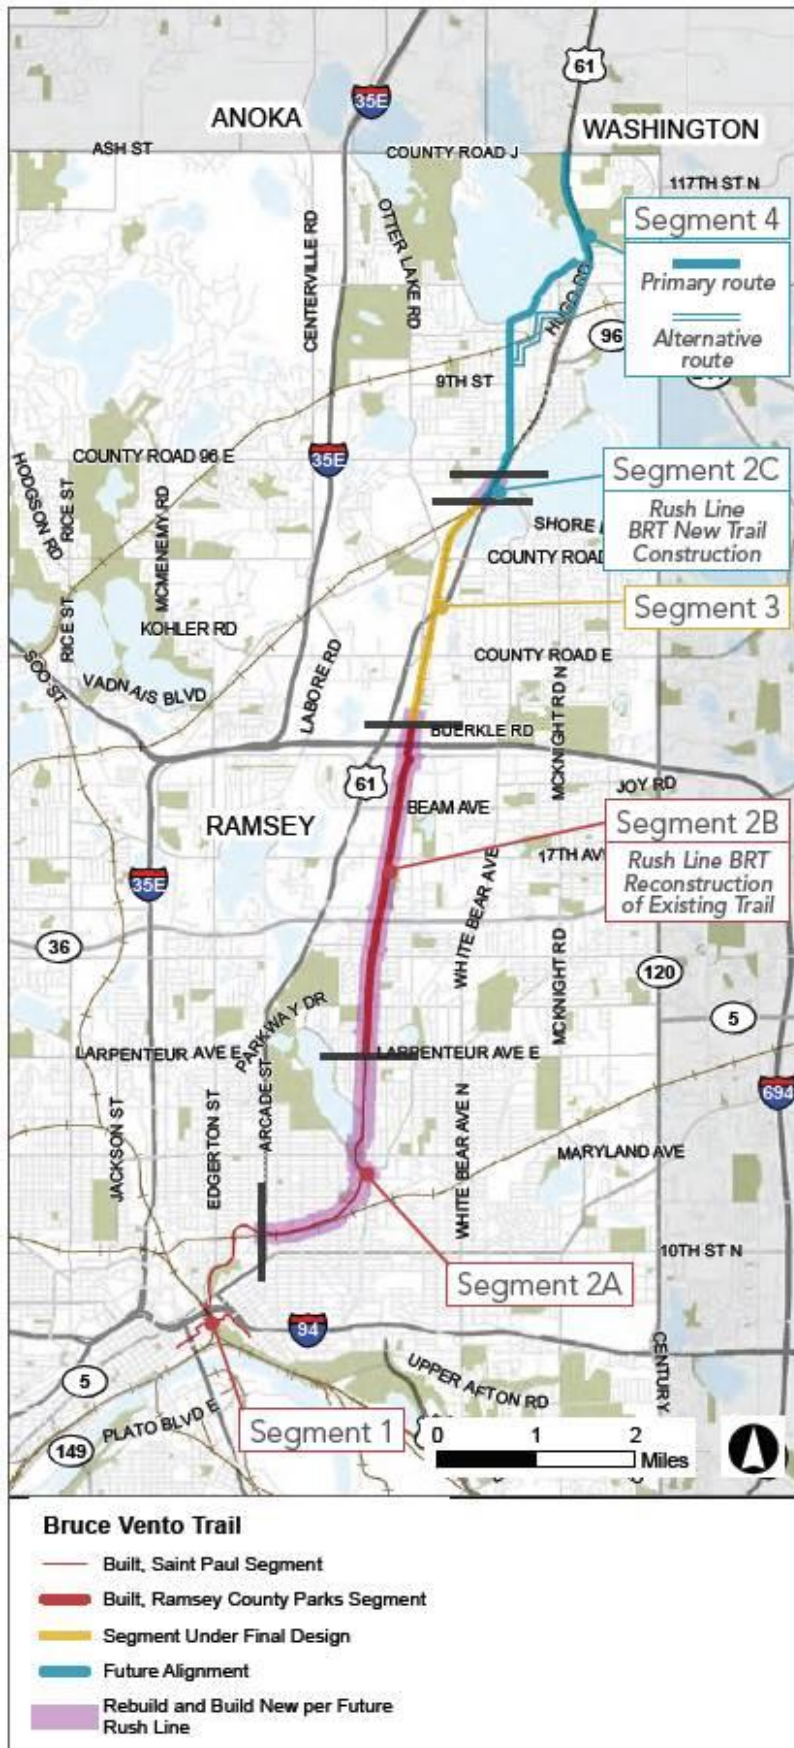 61
35E
ANOKA
WASHINGTON
ASH ST
COUNTY ROAD J
117TH ST N
Segment 4
Primary route
Alternative
route
CENTERVILLE RD
OTTER LAKE RD
HUGO RD
96
9TH ST
COUNTY ROAD 96 E
35E
HODGSON RD
RICE ST
MCMENEMY RD
Segment 2C
Rush Line
BRT New Trail
Construction
SHORE
COUNTY ROAD
Segment 3
RICE ST
KOHLER RD
SOO ST
VADNAIS BLVD
LABORE RD
COUNTY ROAD E
MCKNIGHT RD N
BUERKLE RD
61
JOY RD
BEAM AVE
RAMSEY
Segment 2B
Rush Line BRT
Reconstruction
of Existing Trail
17TH AV
35E
WHITE BEAR AVE
36
MCKNIGHT RD
120
5
PARKWAY DR
LARPENTEUR AVE E
LARPENTEUR AVE E
694
JACKSON ST
EDGERTON ST
ARCADE ST
WHITE BEAR AVE N
MARYLAND AVE
10TH ST N
Segment 2A
94
CENTURY
5
UPPER AFTON RD
PLATO BLVD E
Segment 1
149
0 1 2
Miles
Bruce Vento Trail
Built, Saint Paul Segment
Built, Ramsey County Parks Segment
Segment Under Final Design
Future Alignment
Rebuild and Build New per Future
Rush Line